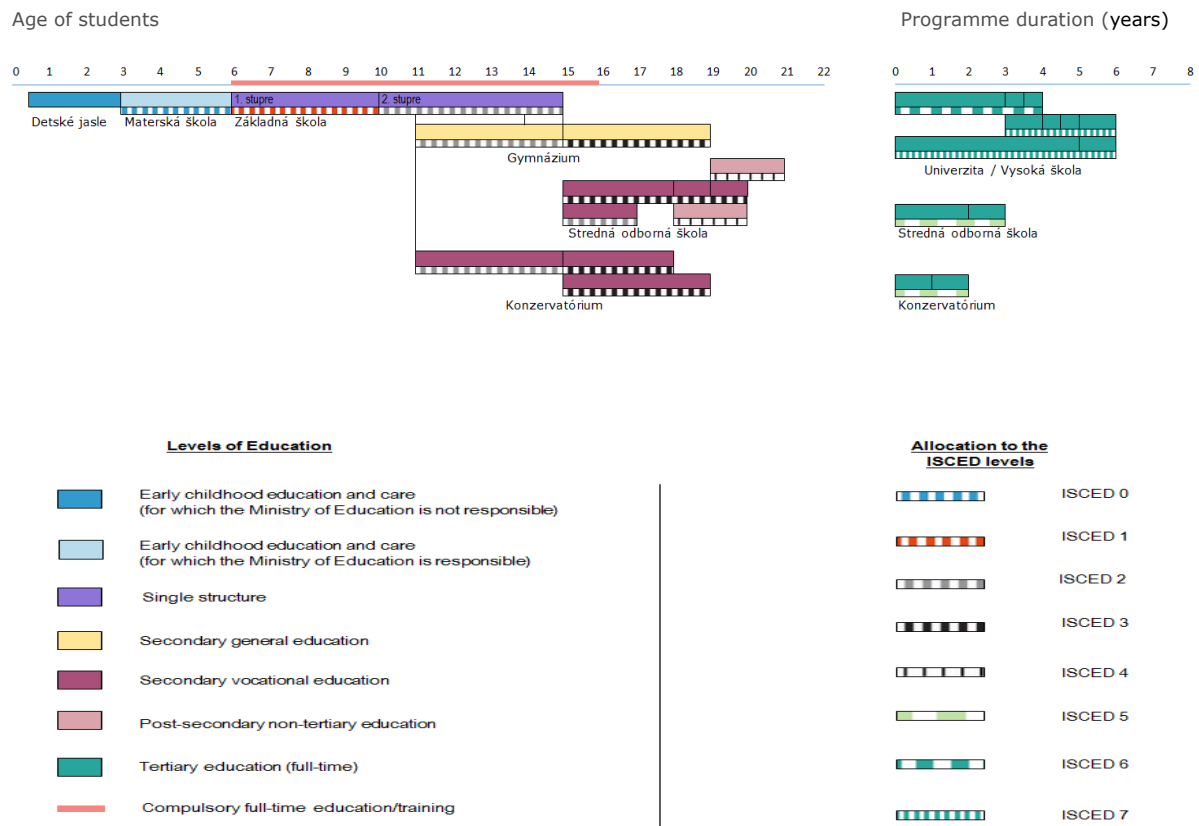 Age of students
Programme duration (years)
0 1 2 3 4 5 6 7 8 9 10 11 12 13 14 15 16 17 18 19 20 21 22
0 1 2 3 4 5 6 7 8
1. stupre 2. stupre
Detské jasle Materská škola Základná škola
Gymnázium
Univerzita / Vysoká škola
Stredná odborná škola
Stredná odborná škola
Konzervatórium
Konzervatórium
Levels of Education
Early childhood education and care
(for which the Ministry of Education is not responsible)
Early childhood education and care
(for which the Ministry of Education is responsible)
Single structure
Secondary general education
Secondary vocational education
Post-secondary non-tertiary education
Tertiary education (full-time)
Compulsory full-time education/training
Allocation to the
ISCED levels
ISCED 0
ISCED 1
ISCED 2
ISCED 3
ISCED 4
ISCED 5
ISCED 6
ISCED 7